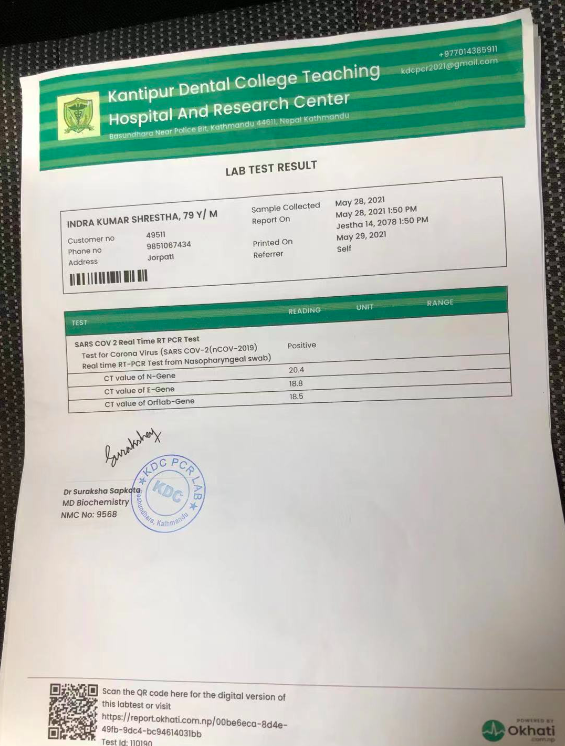 Kantipur Dental College Teaching
Hospital And Research Center
Basundhara Near Police Bit, Kathmandu 44611, Nepal Kathmandu
+977014385911
kdcpcr2021@gmail.com
LAB TEST RESULT
INDRA KUMAR SHRESTHA, 79 Y/ M
Customer no 49511
Phone no 9851067434
Address Jorpati
Sample Collected May 28, 2021
Report On May 28, 2021 1:50 PM
Jestha 14, 2078 1:50 PM
Printed On May 29, 2021
Referrer Self
TEST READING UNIT RANGE
SARS COV 2 Real Time RT PCR Test
Test for Corona Virus (SARS COV-2(nCOV-2019) Positive
Real time RT-PCR Test from Nasopharyngeal swab)
CT value of N-Gene 20.4
CT value of E-Gene 18.8
CT value of Orflab-Gene 18.5
Surakshay
Dr Suraksha Sapkota
MD Biochemistry
NMC No: 9568
KDC PCR LAB
KDC
Kathmandu
Scan the QR code here for the digital version of
this labtest or visit
https://report.okhati.com.np/00be6eca-8d4e-
49fb-9dc4-bc94614031bb
Test Id: 110190
POWERED BY
Okhati